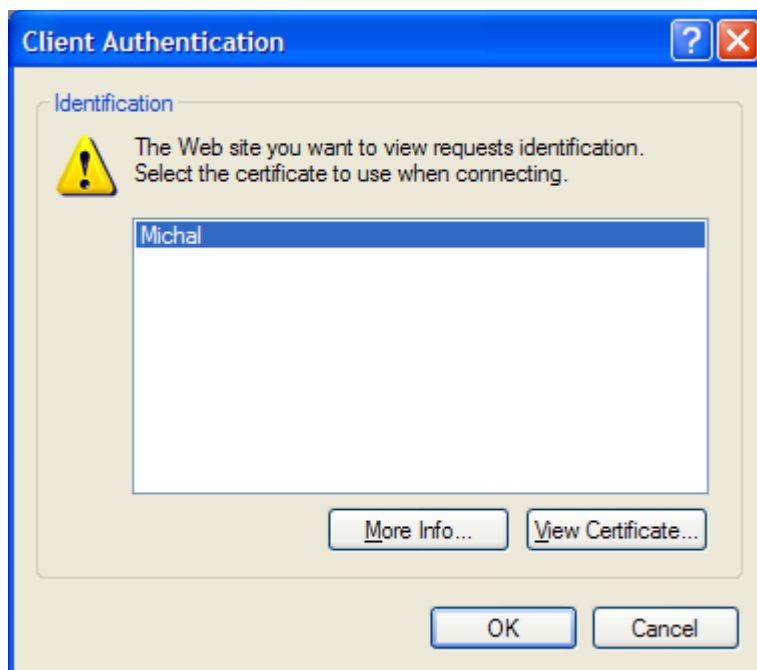 Client Authentication
Identification
The Web site you want to view requests identification.
Select the certificate to use when connecting.
Michal
More Info... View Certificate...
OK Cancel